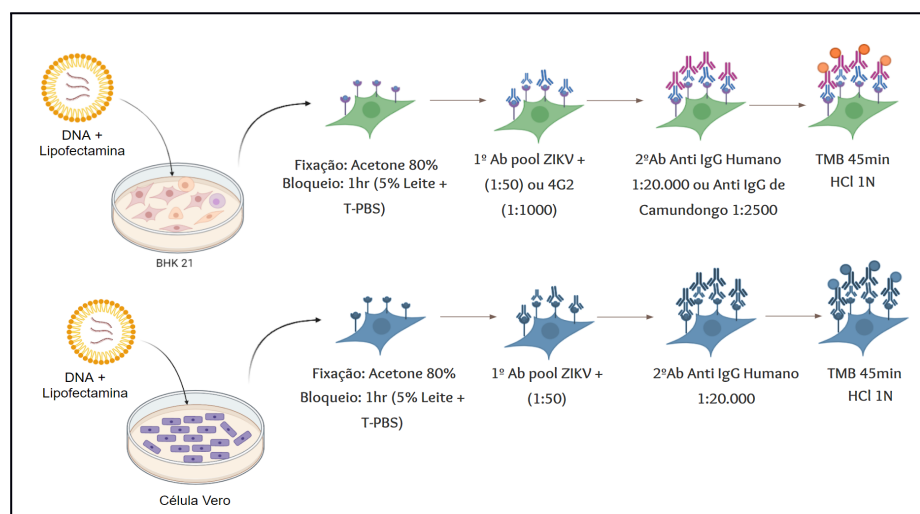 DNA +
Lipofectamina
BHK 21
Fixação: Acetone 80%
Bloqueio: 1hr (5% Leite +
T-PBS)
1º Ab pool ZIKV +
(1:50) ou 4G2
(1:1000)
2ºAb Anti IgG Humano
1:20.000 ou Anti IgG de
Camundongo 1:2500
TMB 45min
HCl 1N
DNA +
Lipofectamina
Célula Vero
Fixação: Acetone 80%
Bloqueio: 1hr (5% Leite +
T-PBS)
1º Ab pool ZIKV +
(1:50)
2ºAb Anti IgG Humano
1:20.000
TMB 45min
HCl 1N